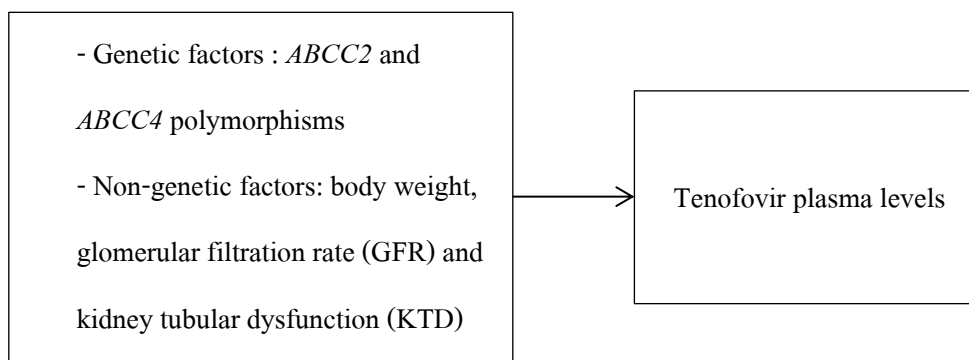 - Genetic factors : ABCC2 and
ABCC4 polymorphisms
- Non-genetic factors: body weight,
glomerular filtration rate (GFR) and
kidney tubular dysfunction (KTD)
Tenofovir plasma levels